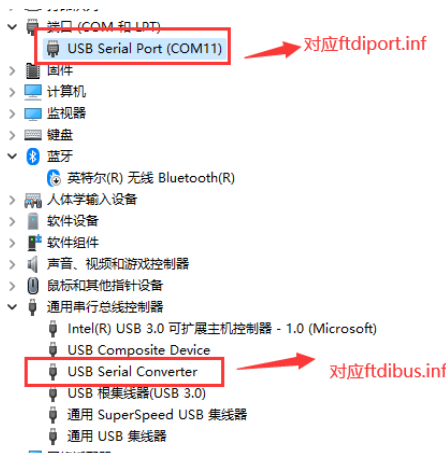 端口 (COM 和 LPT)
USB Serial Port (COM11)
对应ftdiport.inf
固件
计算机
监视器
键盘
蓝牙
英特尔(R) 无线 Bluetooth(R)
人体学输入设备
软件设备
软件组件
声音、视频和游戏控制器
鼠标和其他指针设备
通用串行总线控制器
Intel(R) USB 3.0 可扩展主机控制器 - 1.0 (Microsoft)
USB Composite Device
USB Serial Converter
对应ftdibus.inf
USB 根集线器(USB 3.0)
通用 SuperSpeed USB 集线器
通用 USB 集线器